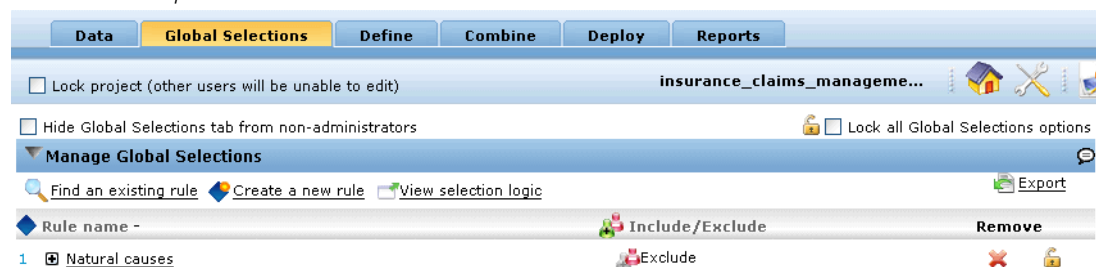 Data Global Selections Define Combine Deploy Reports
Lock project (other users will be unable to edit) insurance_claims_manageme...
Hide Global Selections tab from non-administrators Lock all Global Selections options
Manage Global Selections
Find an existing rule Create a new rule View selection logic Export
Rule name - Include/Exclude Remove
1 Natural causes Exclude